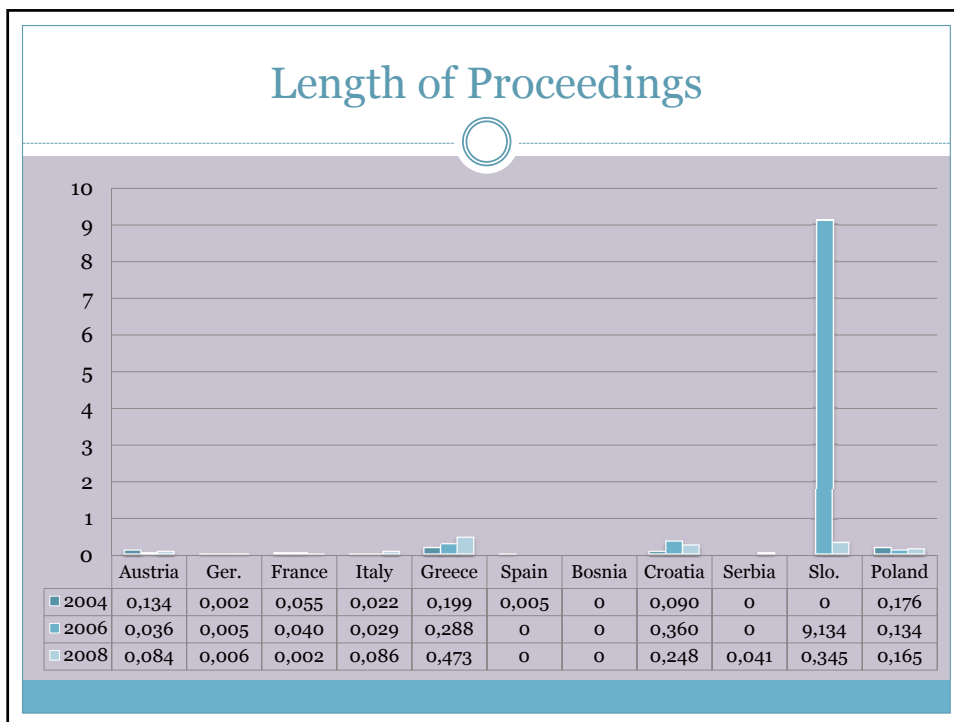 Length of Proceedings
10
9
8
7
6
5
4
3
2
1
0
Austria Ger. France Italy Greece Spain Bosnia Croatia Serbia Slo. Poland
2004 0,134 0,002 0,055 0,022 0,199 0,005 0 0,090 0 0 0,176
2006 0,036 0,005 0,040 0,029 0,288 0 0 0,360 0 9,134 0,134
2008 0,084 0,006 0,002 0,086 0,473 0 0 0,248 0,041 0,345 0,165